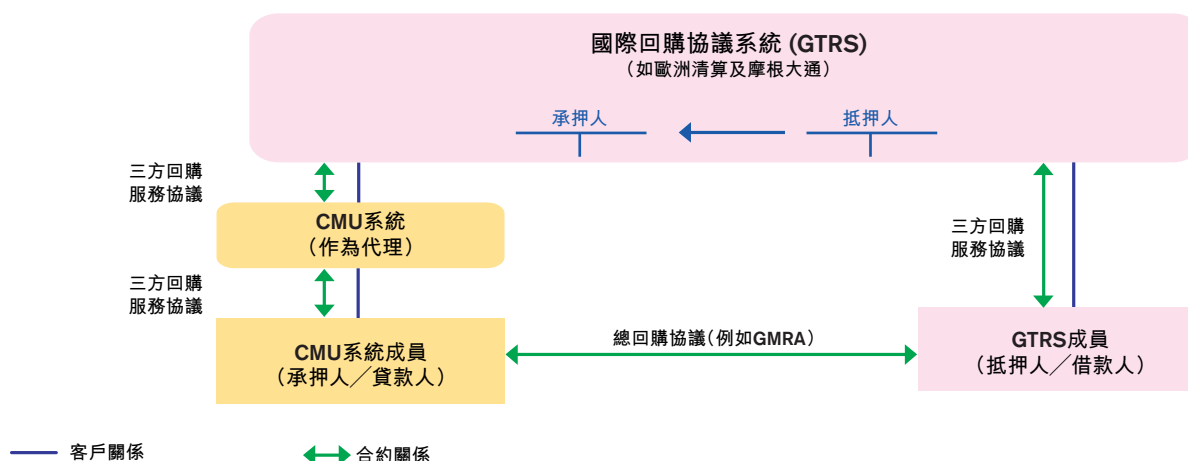 國際回購協議系統 (GTRS)
（如歐洲清算及摩根大通）
承押人
抵押人
三方回購
服務協議
CMU系統
（作為代理）
三方回購
服務協議
三方回購
服務協議
總回購協議（例如GMRA）
CMU系統成員
（承押人╱貸款人）
GTRS成員
（抵押人╱借款人）
客戶關係
合約關係